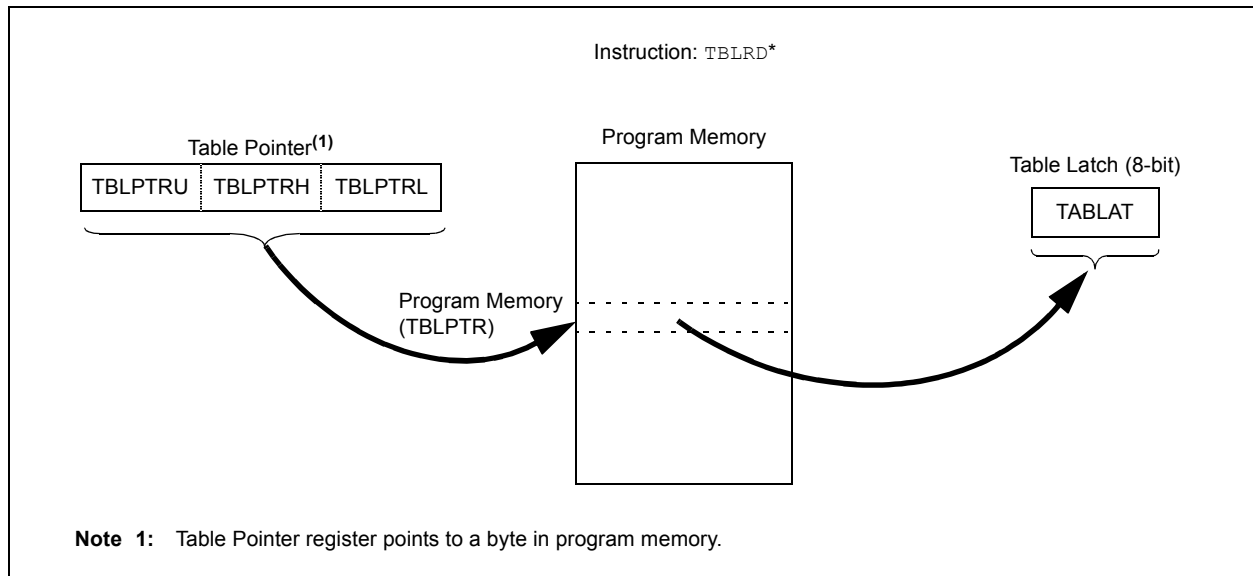 Instruction: TBLRD*
Table Pointer(1)
TBLPTRU TBLPTRH TBLPTRL
Program Memory
Table Latch (8-bit)
TABLAT
Program Memory
(TBLPTR)
Note 1: Table Pointer register points to a byte in program memory.